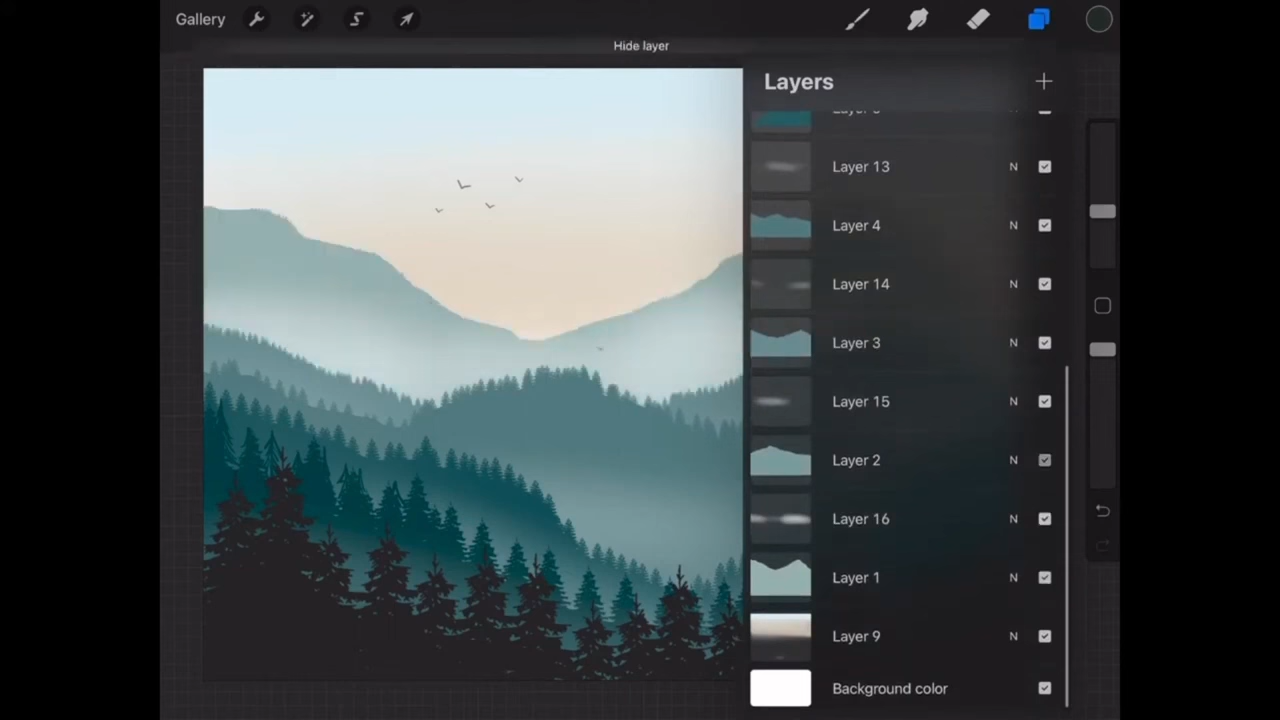 Gallery
Hide layer
Layers
Layer 13 N
Layer 4 N
Layer 14 N
Layer 3 N
Layer 15 N
Layer 2 N
Layer 16 N
Layer 1 N
Layer 9 N
Background color